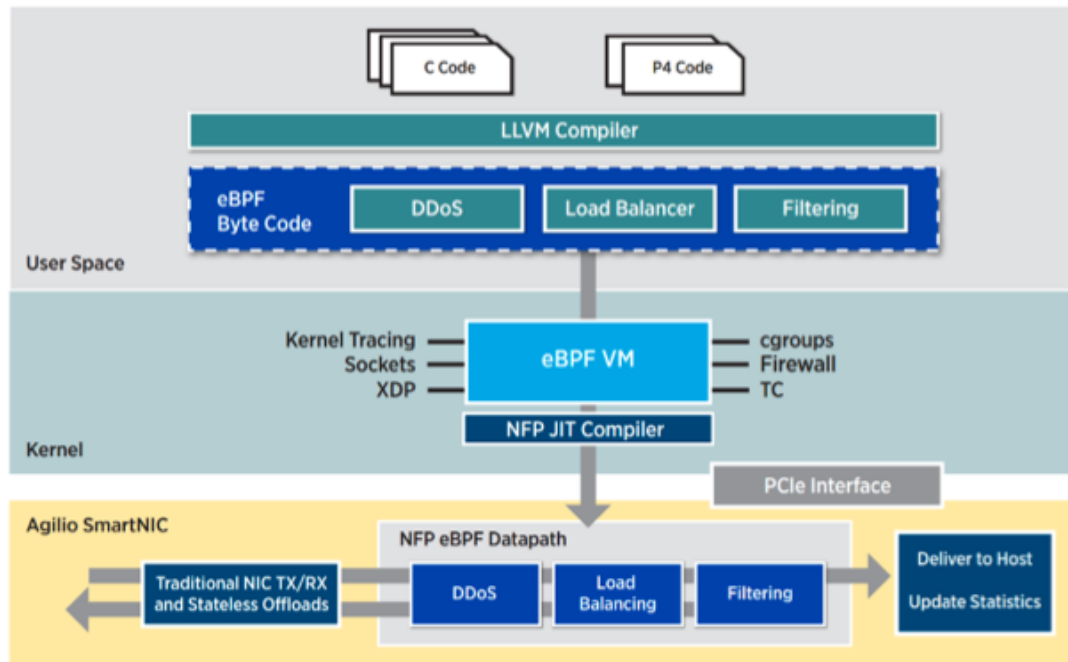 C Code
P4 Code
LLVM Compiler
eBPF
Byte Code
DDoS
Load Balancer
Filtering
User Space
Kernel Tracing
Sockets
XDP
eBPF VM
cgroups
Firewall
TC
NFP JIT Compiler
Kernel
PCIe Interface
Agilio SmartNIC
NFP eBPF Datapath
Traditional NIC TX/RX
and Stateless Offloads
DDoS
Load
Balancing
Filtering
Deliver to Host
Update Statistics